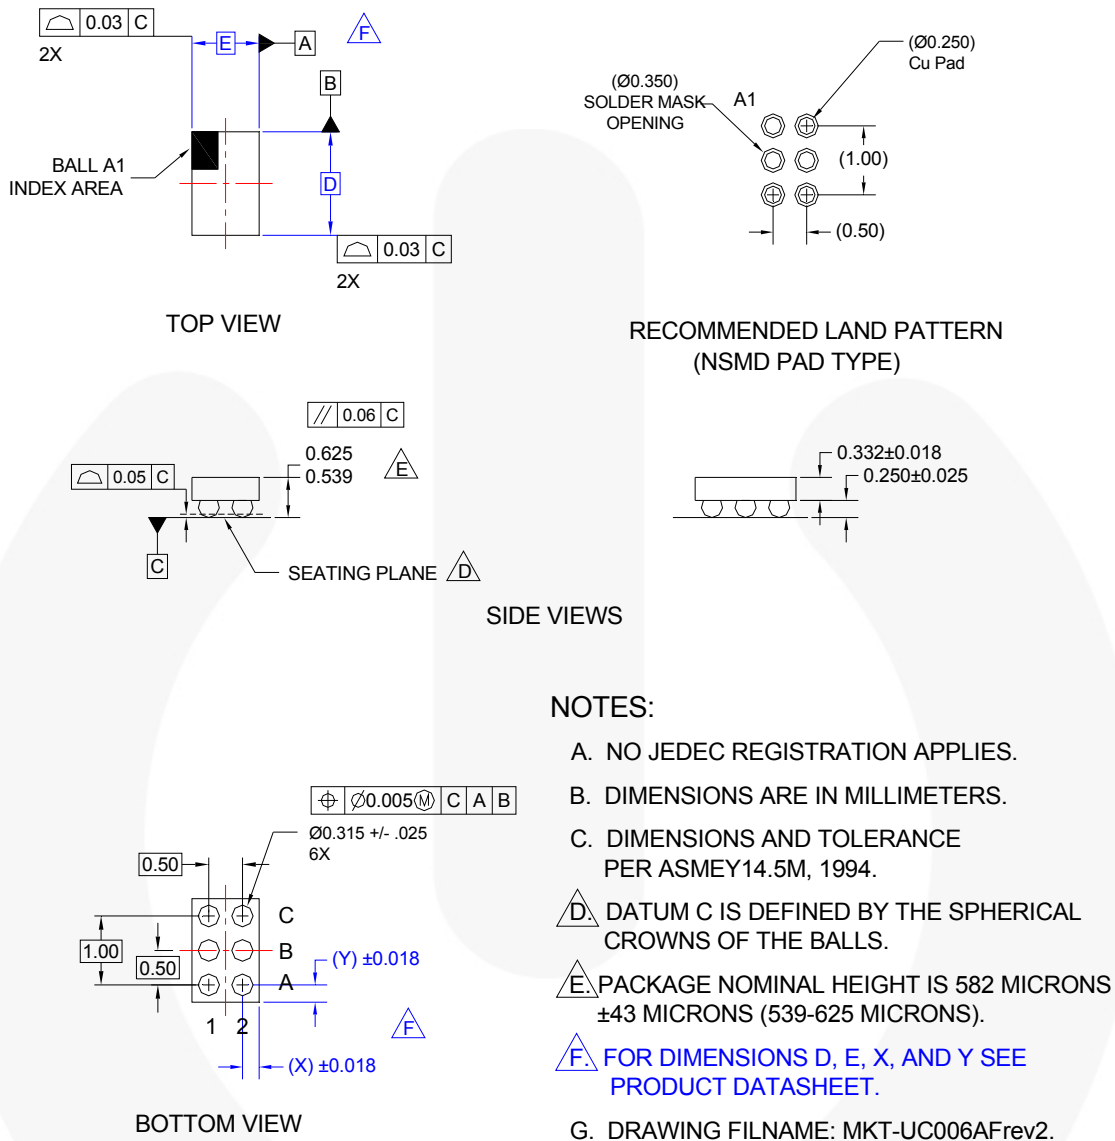 0.03 C
2X
E
A
F
B
BALL A1
INDEX AREA
D
0.03 C
2X
TOP VIEW
(Ø0.250)
Cu Pad
(Ø0.350)
SOLDER MASK
OPENING
A1
(1.00)
(0.50)
RECOMMENDED LAND PATTERN
(NSMD PAD TYPE)
// 0.06 C
0.625
0.539
E
0.05 C
C
SEATING PLANE D
0.332±0.018
0.250±0.025
SIDE VIEWS
⌖ Ø0.005Ⓜ C A B
Ø0.315 +/- .025
6X
0.50
C
B
A
1.00
0.50
(Y) ±0.018
1 2
F
(X) ±0.018
BOTTOM VIEW
NOTES:
A. NO JEDEC REGISTRATION APPLIES.
B. DIMENSIONS ARE IN MILLIMETERS.
C. DIMENSIONS AND TOLERANCE
PER ASMEY14.5M, 1994.
D. DATUM C IS DEFINED BY THE SPHERICAL
CROWNS OF THE BALLS.
E. PACKAGE NOMINAL HEIGHT IS 582 MICRONS
±43 MICRONS (539-625 MICRONS).
F. FOR DIMENSIONS D, E, X, AND Y SEE
PRODUCT DATASHEET.
G. DRAWING FILNAME: MKT-UC006AFrev2.